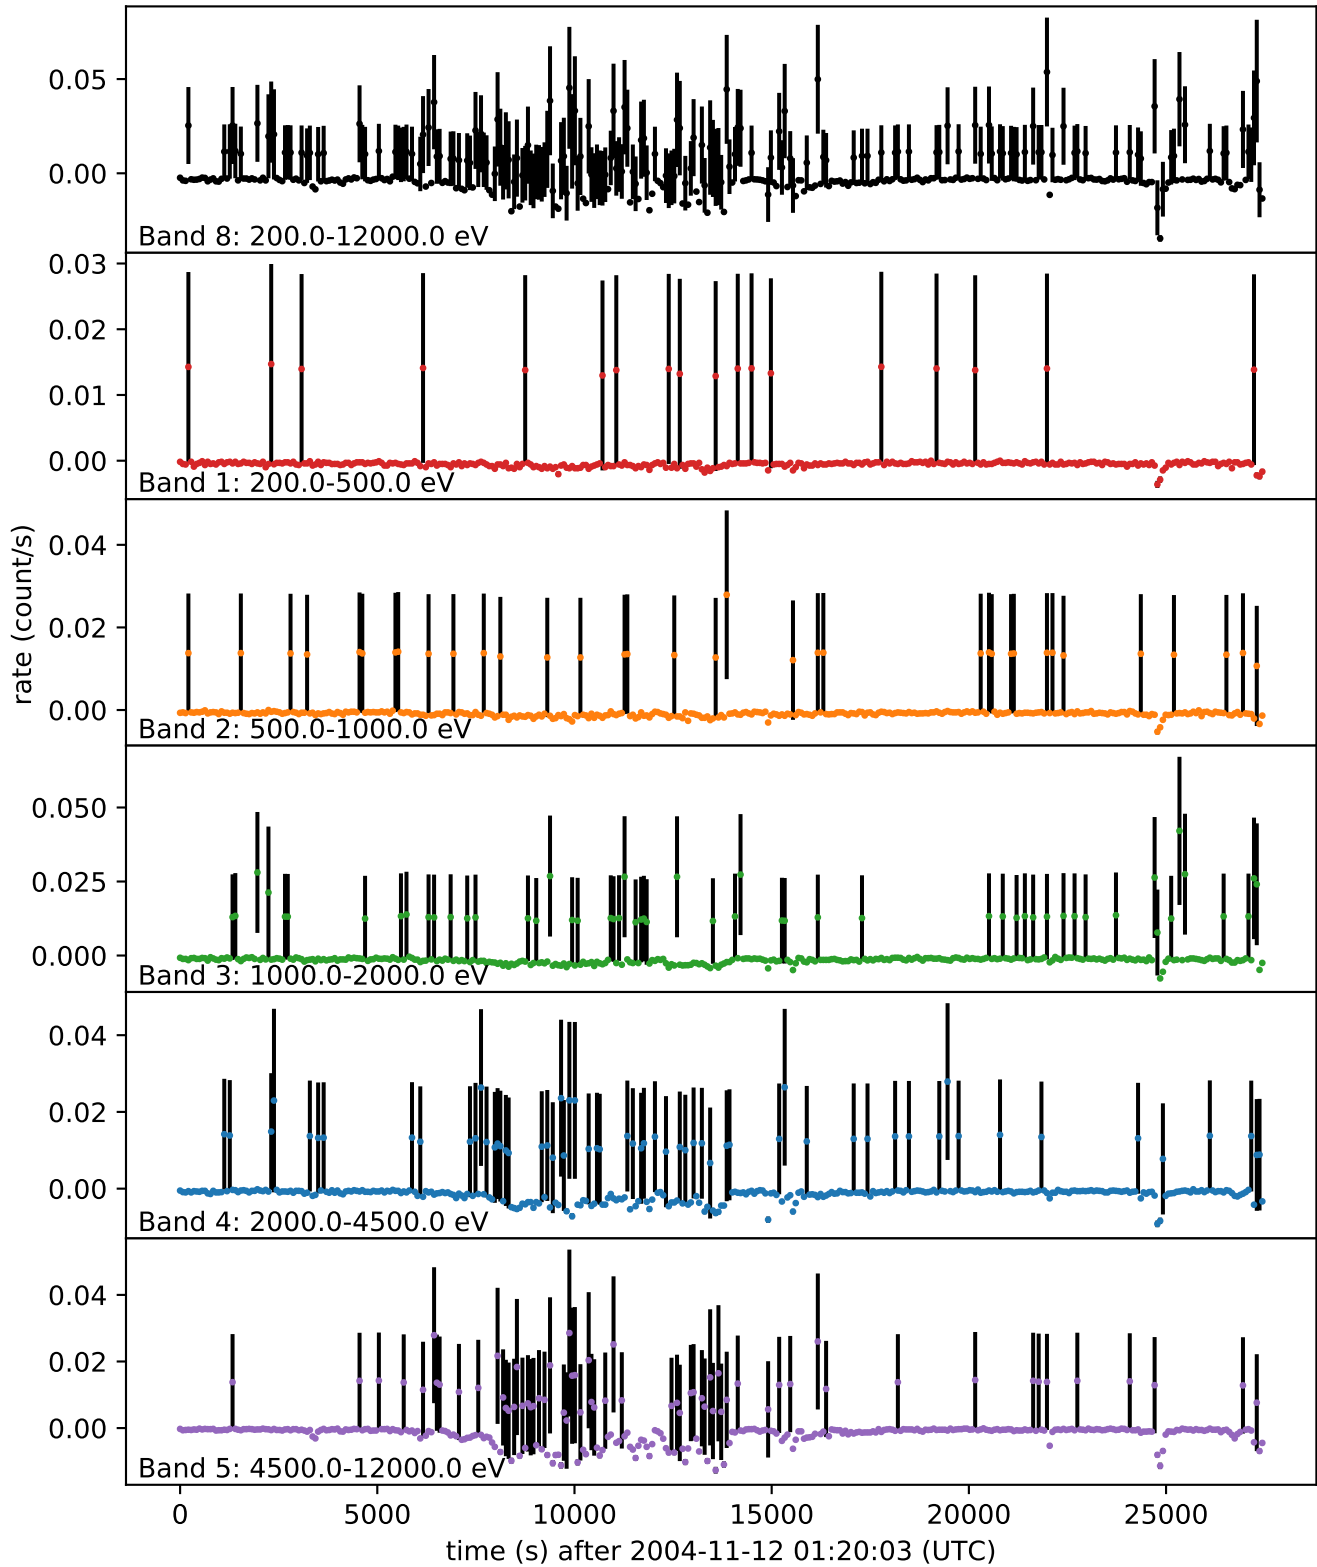 0.05
0.00
Band 8: 200.0-12000.0 eV
0.03
0.02
0.01
0.00
Band 1: 200.0-500.0 eV
rate (count/s)
0.04
0.02
0.00
Band 2: 500.0-1000.0 eV
0.050
0.025
0.000
Band 3: 1000.0-2000.0 eV
0.04
0.02
0.00
Band 4: 2000.0-4500.0 eV
0.04
0.02
0.00
Band 5: 4500.0-12000.0 eV
0 5000 10000 15000 20000 25000
time (s) after 2004-11-12 01:20:03 (UTC)